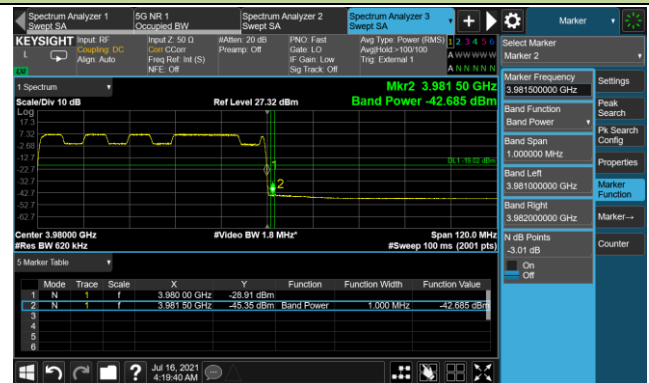 Spectrum Analyzer 1
Swept SA
5G NR 1
Occupied BW
Spectrum Analyzer 2
Swept SA
Spectrum Analyzer 3
Swept SA
Marker
KEYSIGHT
L
Input: RF
Coupling: DC
Align: Auto
Input Z: 50 Ω
Corr CCorr
Freq Ref: Int (S)
NFE: Off
#Atten: 20 dB
Preamp: Off
PNO: Fast
Gate: LO
IF Gain: Low
Sig Track: Off
Avg Type: Power (RMS)
Avg|Hold:>100/100
Trig: External 1
1 2 3 4 5 6
A W W W W W
A N N N N N
Select Marker
Marker 2
Marker Frequency
3.981500000 GHz
Band Function
Band Power
Band Span
1.000000 MHz
Band Left
3.981000000 GHz
Band Right
3.982000000 GHz
N dB Points
-3.01 dB
On
Off
Settings
Peak Search
Pk Search Config
Properties
Marker Function
Marker→
Counter
1 Spectrum
Scale/Div 10 dB
Ref Level 27.32 dBm
Mkr2 3.981 50 GHz
Band Power -42.685 dBm
Log
17.3
7.32
-2.68
-12.7
-22.7
-32.7
-42.7
-52.7
-62.7
DL1 -19.02 dBm
1
2
Center 3.98000 GHz
#Res BW 620 kHz
#Video BW 1.8 MHz*
Span 120.0 MHz
#Sweep 100 ms (2001 pts)
5 Marker Table
Mode Trace Scale X Y Function Function Width Function Value
1 N 1 f 3.980 00 GHz -28.91 dBm
2 N 1 f 3.981 50 GHz -45.35 dBm Band Power 1.000 MHz -42.685 dBm
3
4
5
6
Jul 16, 2021
4:19:40 AM